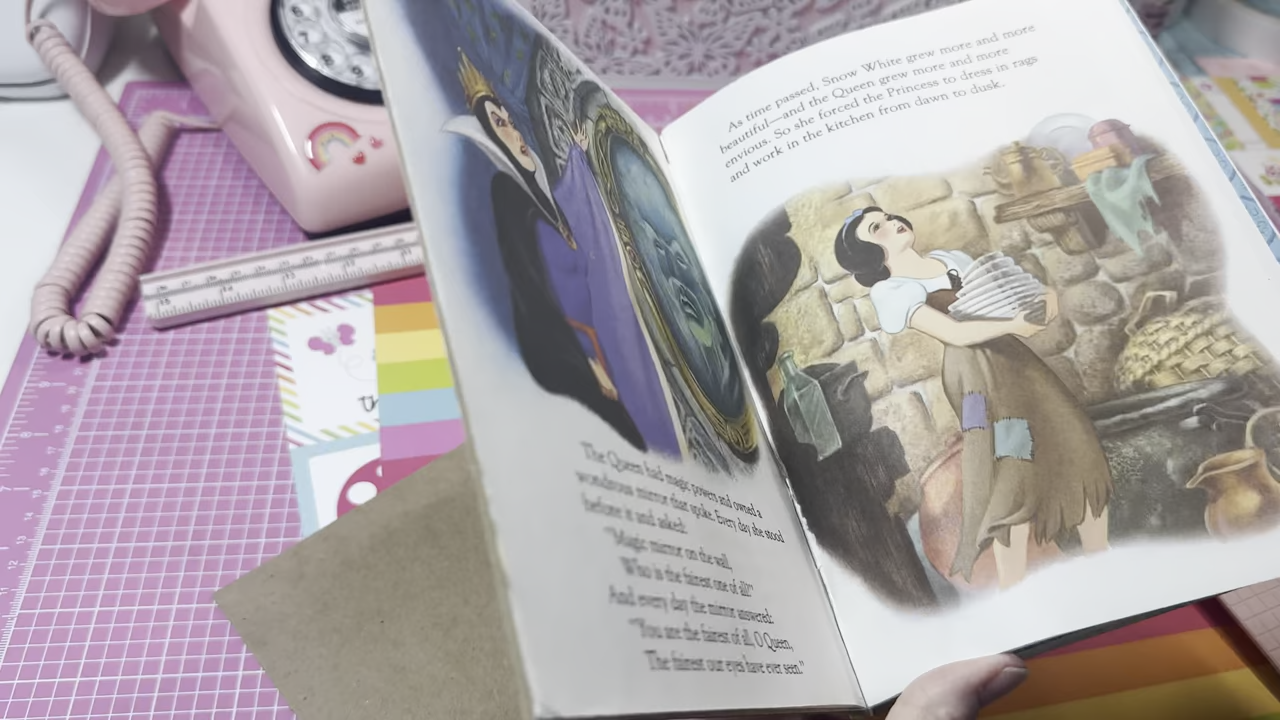 The Queen had magic powers and owned a
wondrous mirror that spoke. Every day she stood
before it and asked:
"Magic mirror on the wall,
Who is the fairest one of all?"
And every day the mirror answered:
"You are the fairest of all, O Queen,
The fairest our eyes have ever seen."
As time passed, Snow White grew more and more
beautiful—and the Queen grew more and more
envious. So she forced the Princess to dress in rags
and work in the kitchen from dawn to dusk.